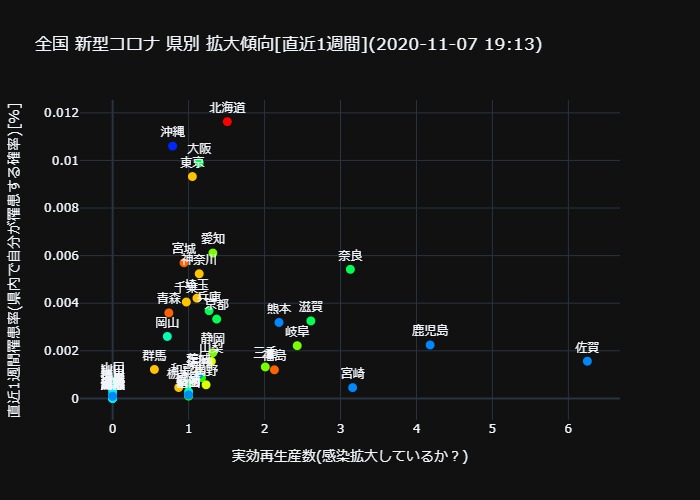 全国 新型コロナ 県別 拡大傾向[直近1週間](2020-11-07 19:13)
直近1週間罹患率(県内で自分が罹患する確率)[%]
0.012
0.01
0.008
0.006
0.004
0.002
0
北海道
沖縄
大阪
東京
愛知
宮城
神奈川
奈良
埼玉
千葉
兵庫
青森
京都
熊本
滋賀
岡山
岐阜
鹿児島
静岡
山梨
三重
福島
佐賀
群馬
宮崎
0
1
2
3
4
5
6
実効再生産数(感染拡大しているか？)